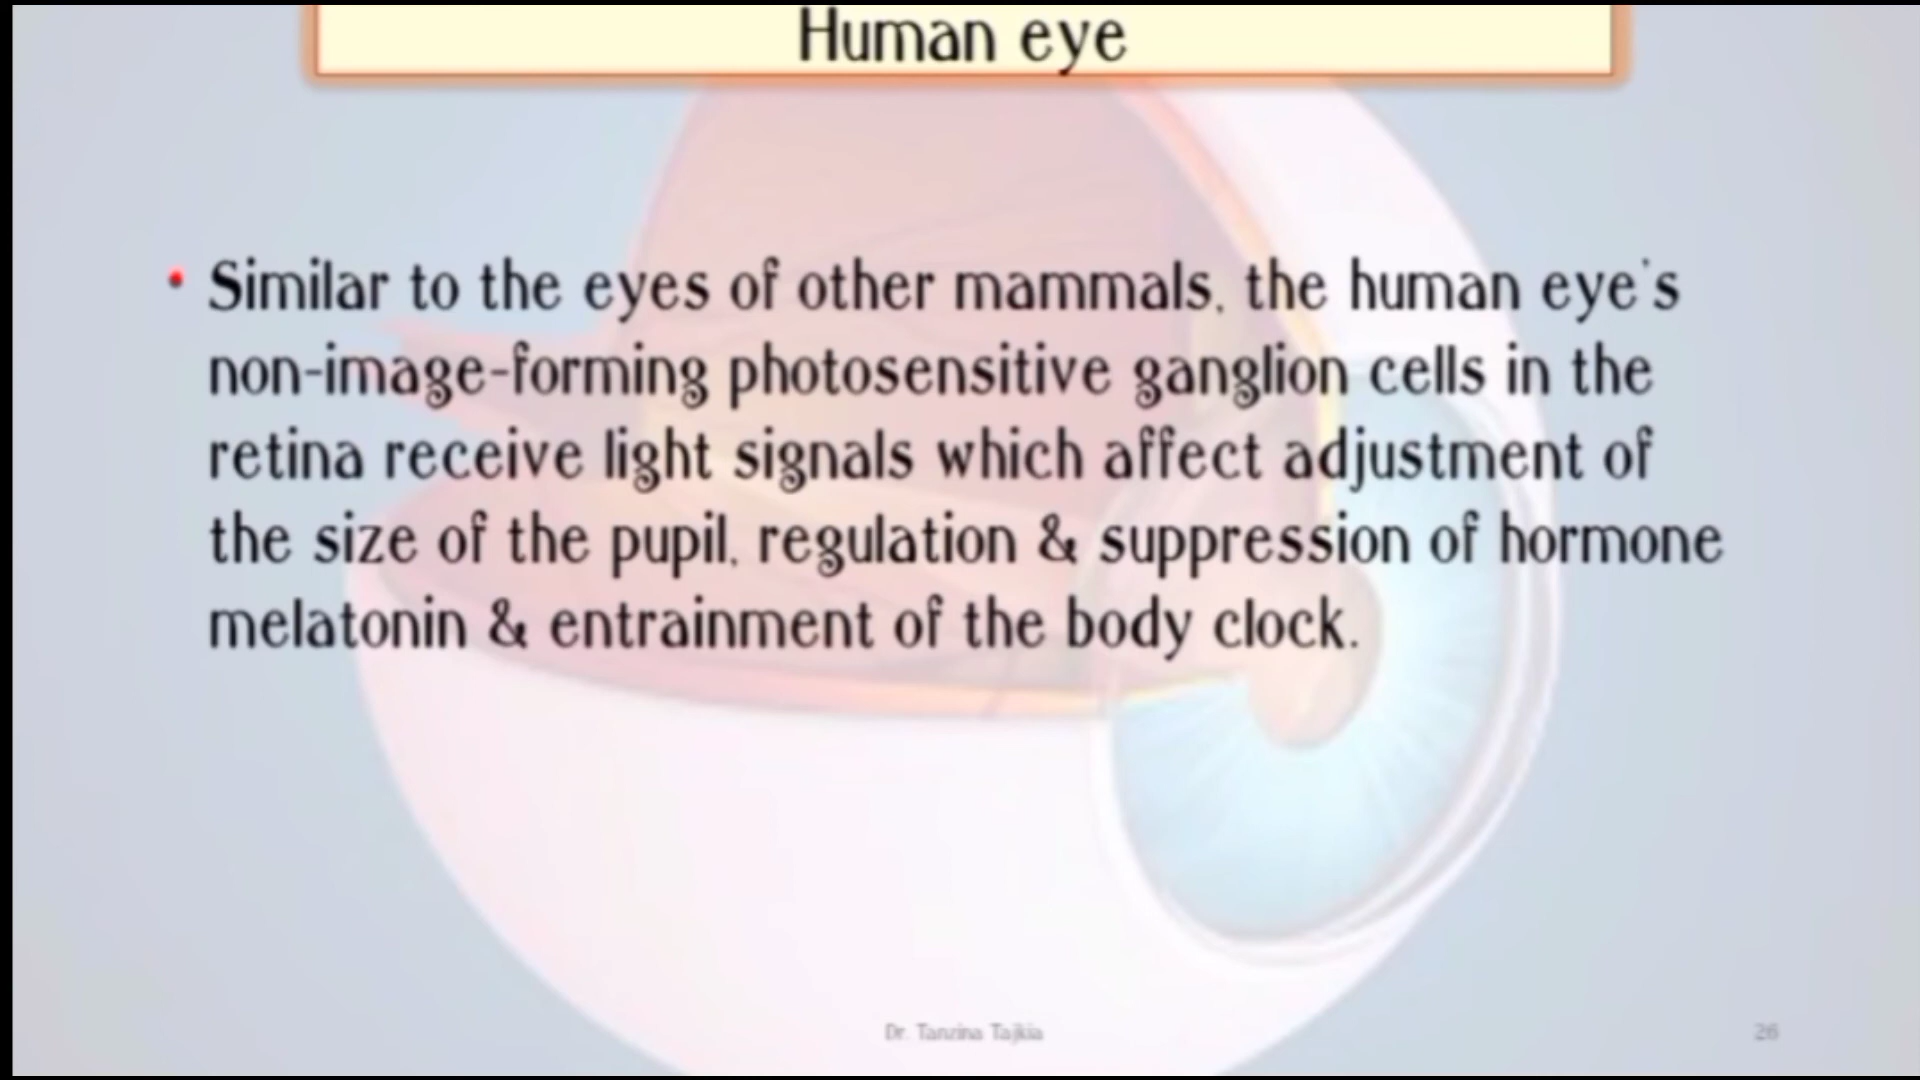 Human eye
• Similar to the eyes of other mammals, the human eye's
non-image-forming photosensitive ganglion cells in the
retina receive light signals which affect adjustment of
the size of the pupil, regulation & suppression of hormone
melatonin & entrainment of the body clock.
Dr. Tanzina Tajkia
26